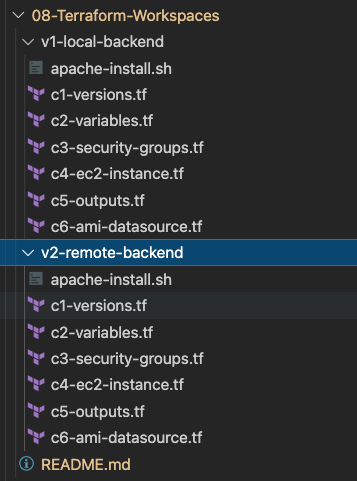 08-Terraform-Workspaces
v1-local-backend
apache-install.sh
c1-versions.tf
c2-variables.tf
c3-security-groups.tf
c4-ec2-instance.tf
c5-outputs.tf
c6-ami-datasource.tf
v2-remote-backend
apache-install.sh
c1-versions.tf
c2-variables.tf
c3-security-groups.tf
c4-ec2-instance.tf
c5-outputs.tf
c6-ami-datasource.tf
README.md